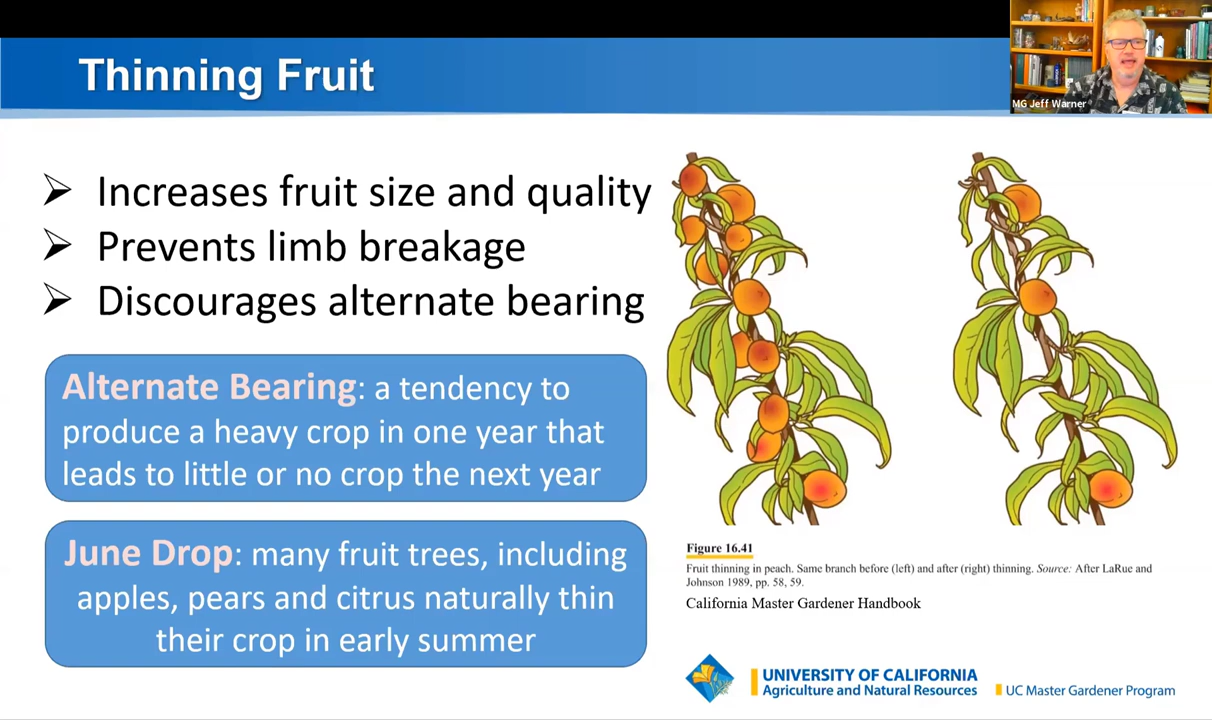 Thinning Fruit
MG Jeff Warner
Increases fruit size and quality
Prevents limb breakage
Discourages alternate bearing
Alternate Bearing: a tendency to
produce a heavy crop in one year that
leads to little or no crop the next year
June Drop: many fruit trees, including
apples, pears and citrus naturally thin
their crop in early summer
Figure 16.41
Fruit thinning in peach. Same branch before (left) and after (right) thinning. Source: After LaRue and
Johnson 1989, pp. 58, 59.
California Master Gardener Handbook
UNIVERSITY OF CALIFORNIA
Agriculture and Natural Resources
UC Master Gardener Program